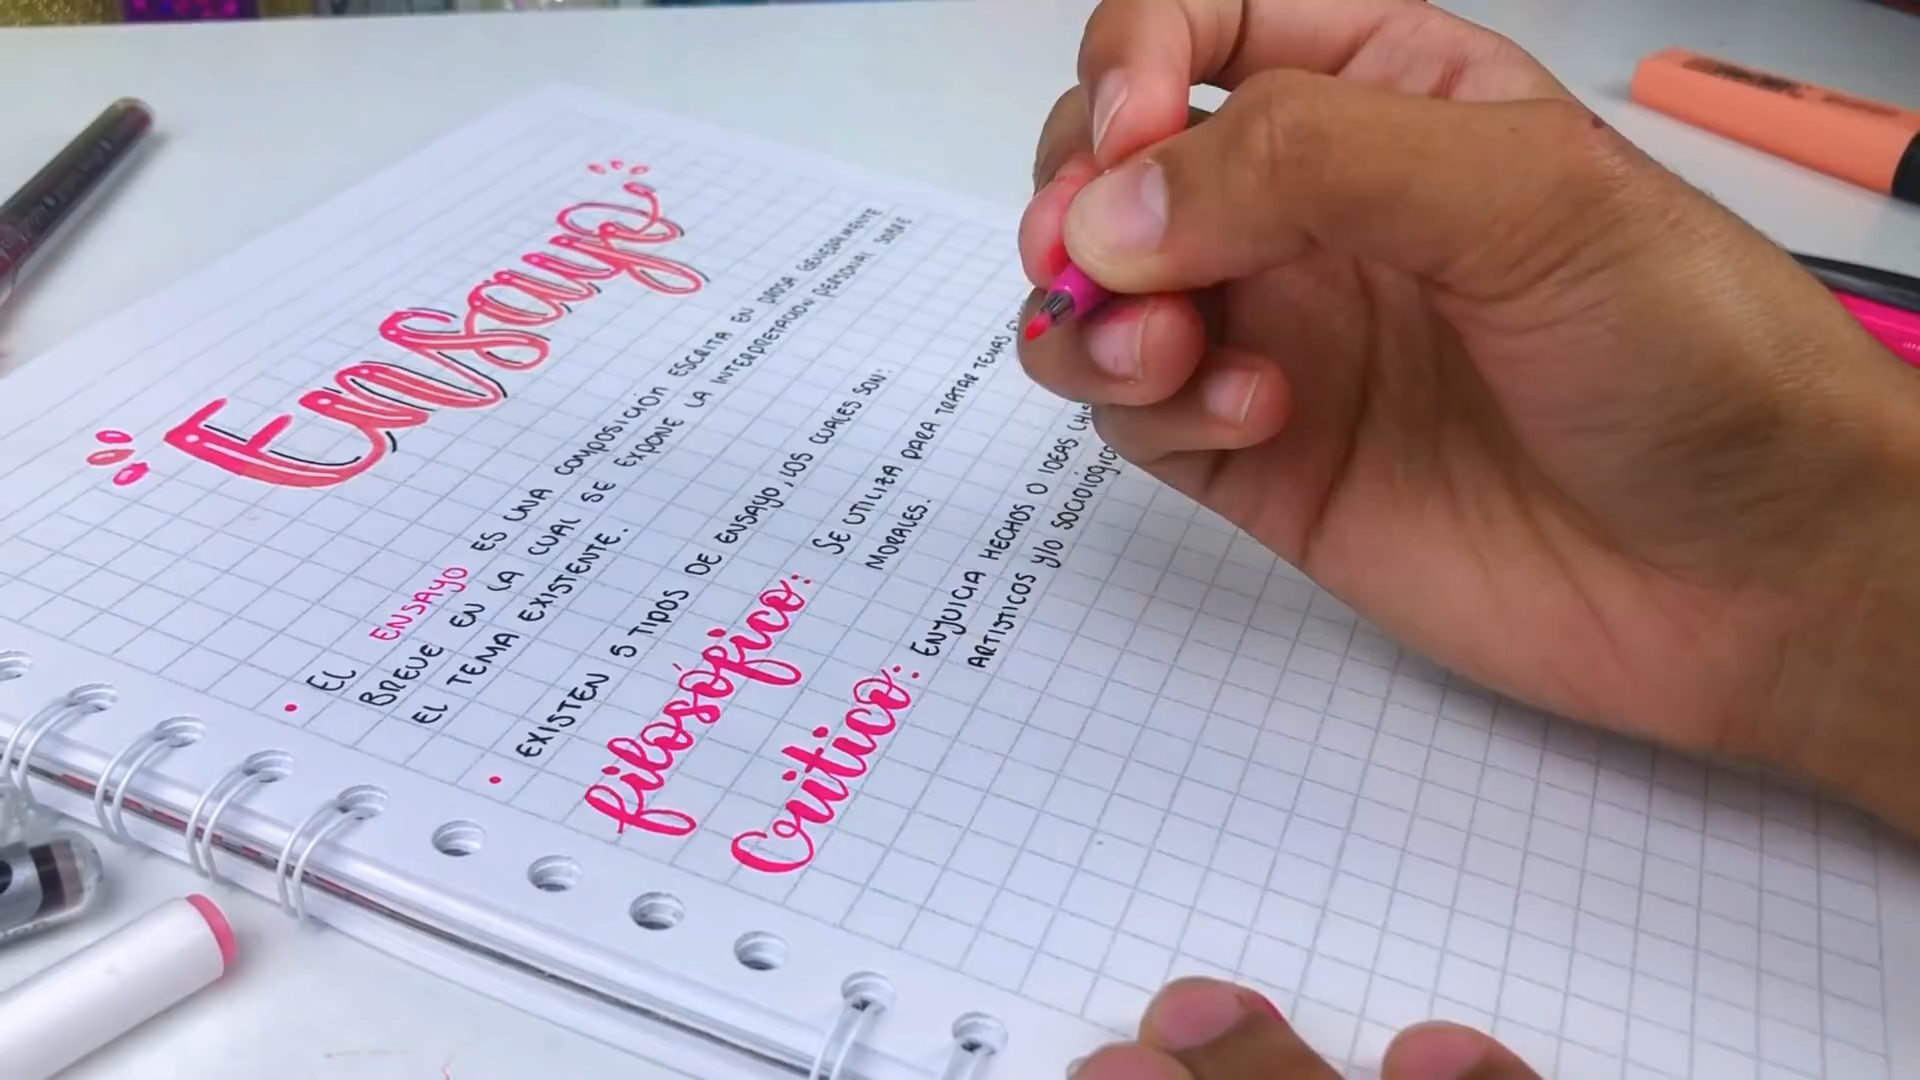 Ensayo
• EL ENSAYO ES UNA COMPOSICIÓN ESCRITA EN PROSA GENERALMENTE
BREVE EN LA CUAL SE EXPONE LA INTERPRETACIÓN PERSONAL SOBRE
EL TEMA EXISTENTE.
• EXISTEN 5 TIPOS DE ENSAYO, LOS CUALES SON:
filosófico: SE UTILIZA PARA TRATAR TEMAS
MORALES.
Crítico: ENJUICIA HECHOS O IDEAS
ARTISTICOS Y/O